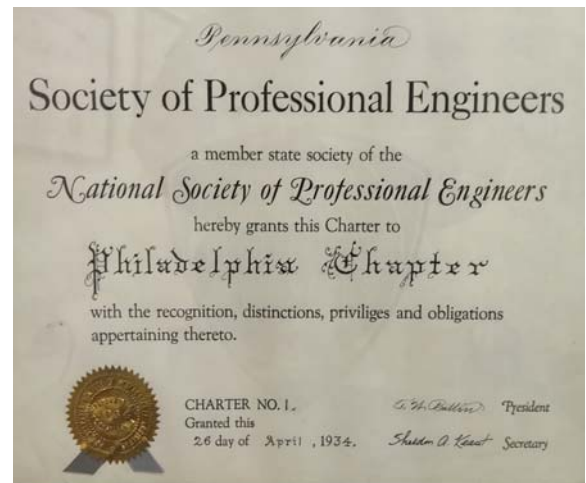 Pennsylvania
Society of Professional Engineers
a member state society of the
National Society of Professional Engineers
hereby grants this Charter to
Philadelphia Chapter
with the recognition, distinctions, priviliges and obligations
appertaining thereto.
CHARTER NO. 1. President
Granted this
26 day of April , 1934. Sheldon A. Secretary